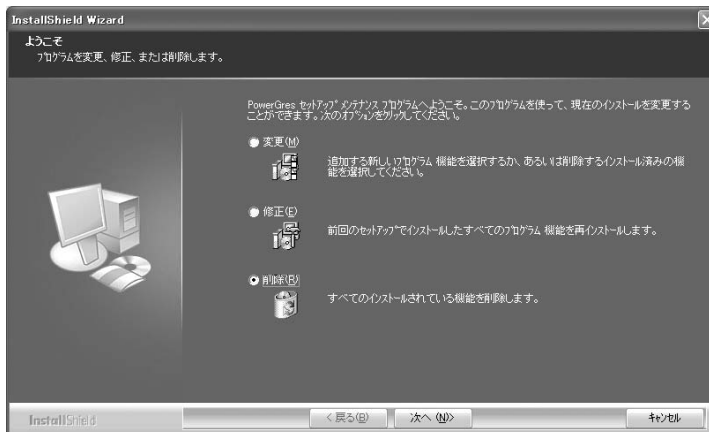 InstallShield Wizard
ようこそ
プログラムを変更、修正、または削除します。
PowerGres セットアップ メンテナンス プログラムへようこそ。このプログラムを使って、現在のインストールを変更する
ことができます。次のオプションをクリックしてください。
変更(M)
追加する新しいプログラム 機能を選択するか、あるいは削除するインストール済みの機
能を選択してください。
修正(E)
前回のセットアップでインストールしたすべてのプログラム 機能を再インストールします。
削除(R)
すべてのインストールされている機能を削除します。
InstallShield
< 戻る(B)
次へ (N)>
キャンセル